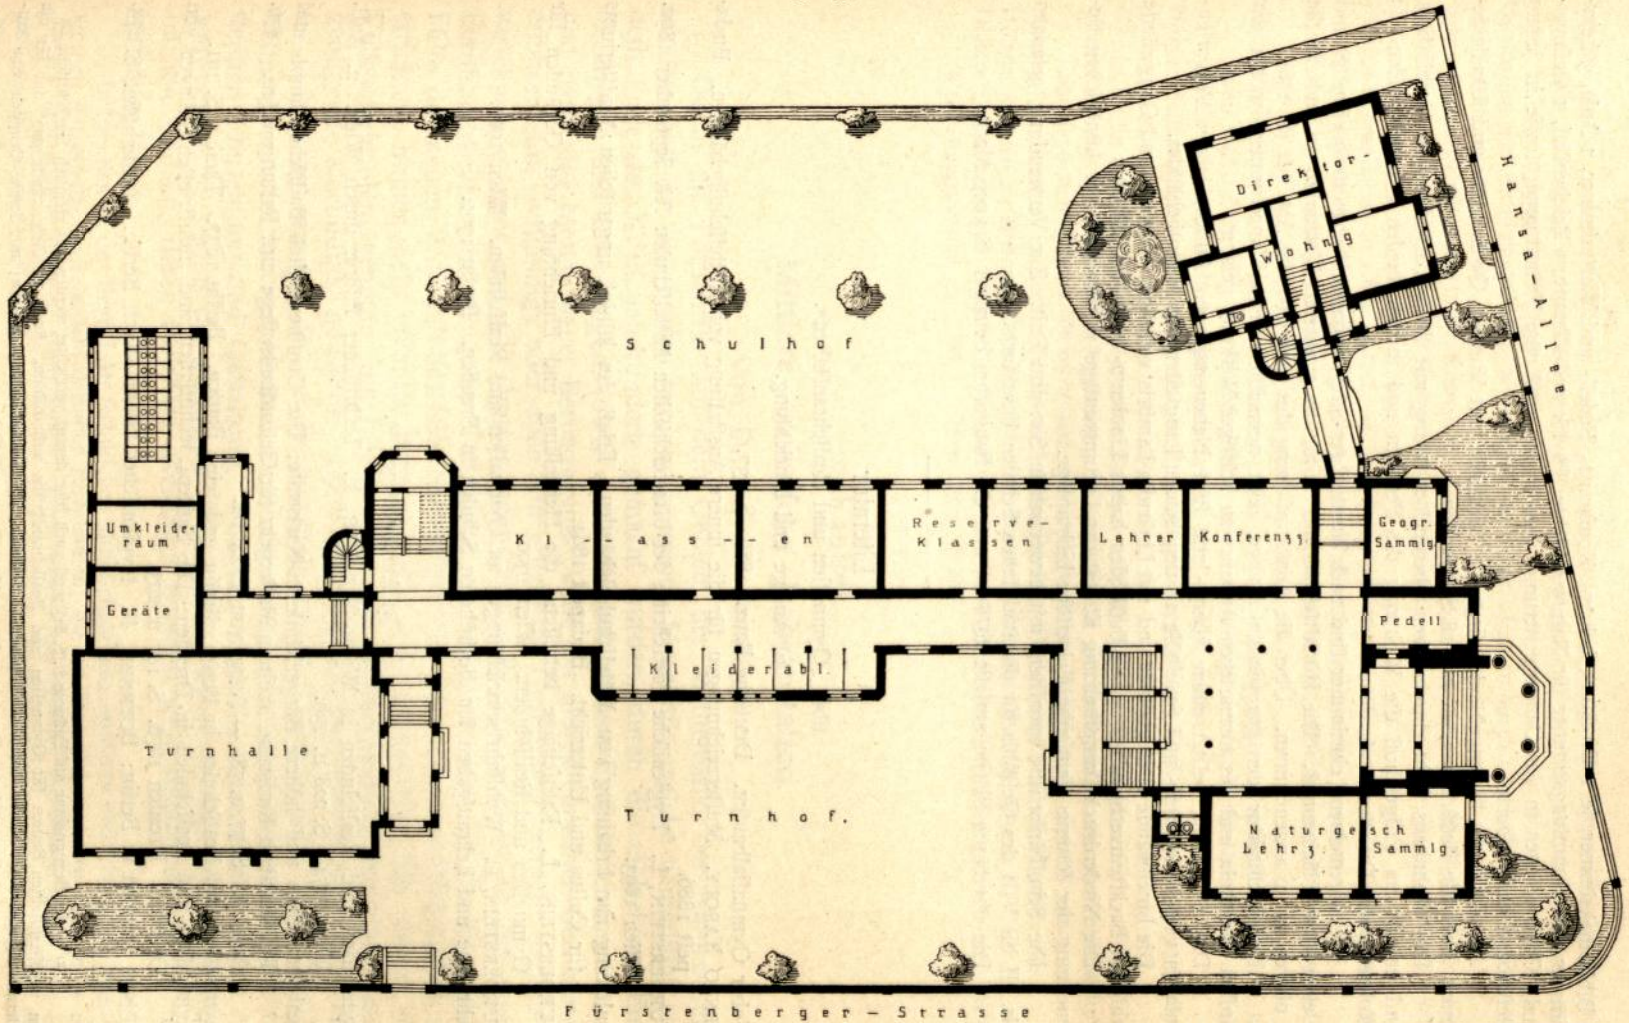 Direktor-
Wohng
Hansa-Allee
Schulhof
Umkleide-
raum
Geräte
Kl--ass--en
Reserve-
Klassen
Lehrer
Konferenzz.
Geogr.
Sammlg.
Pedell
Kleiderabl.
Turnhalle
Turnhof.
Naturgesch
Lehrz. Sammlg.
Fürstenberger-Strasse